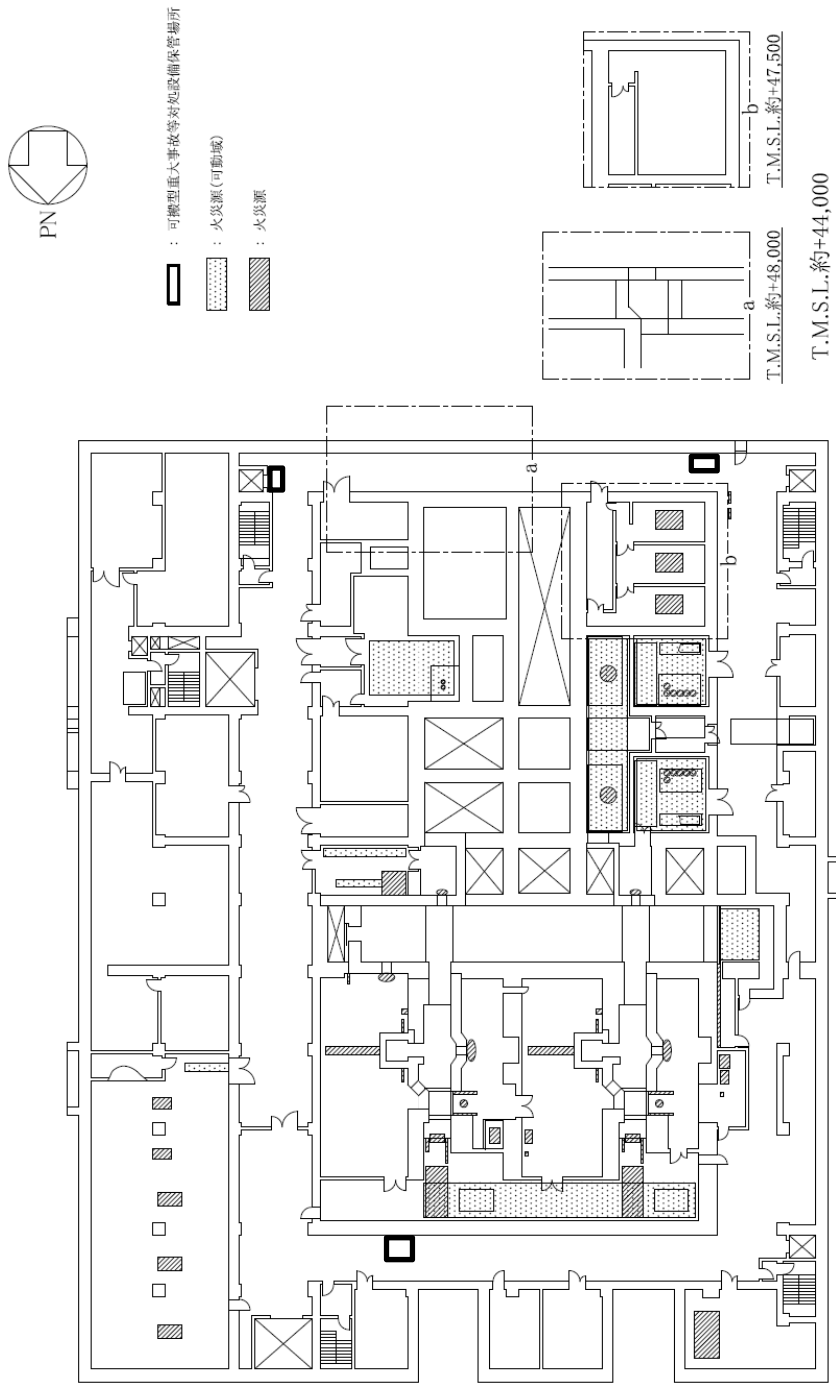 PN
：可搬型重大事故等対処設備保管場所
：火災源(可動域)
：火災源
a
b
a
T.M.S.L.約+48,000
b
T.M.S.L.約+47,500
T.M.S.L.約+44,000